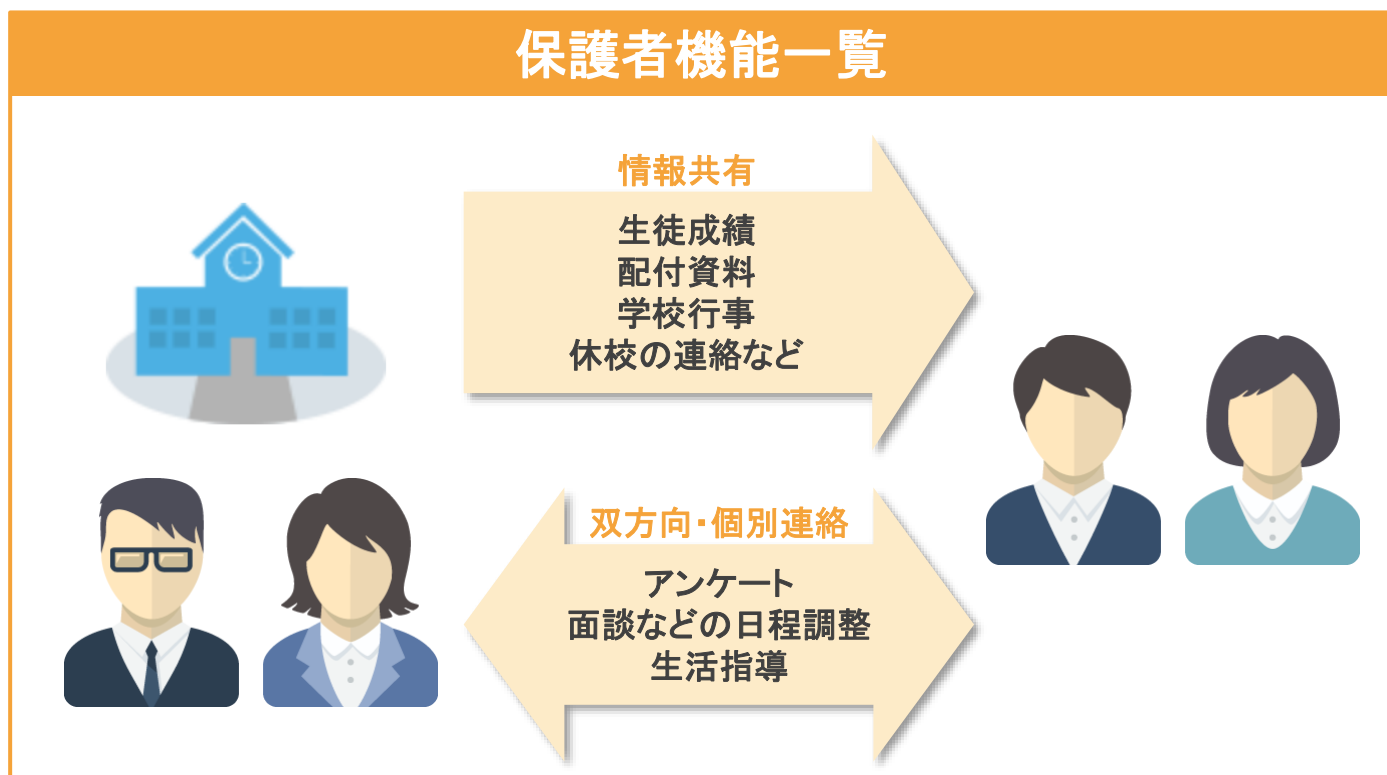 保護者機能一覧
情報共有
生徒成績
配付資料
学校行事
休校の連絡など
双方向・個別連絡
アンケート
面談などの日程調整
生活指導